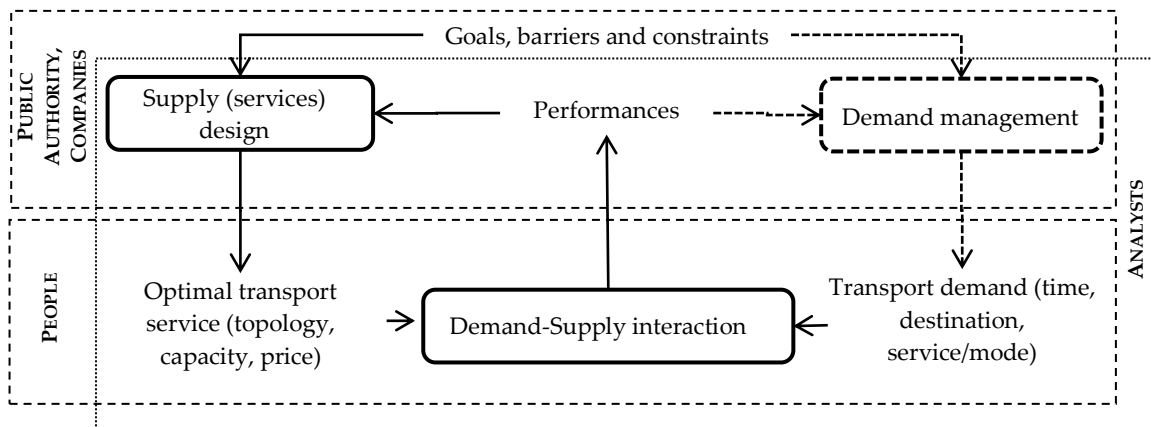 Goals, barriers and constraints
PUBLIC
AUTHORITY,
COMPANIES
Supply (services)
design
Performances
Demand management
ANALYSTS
PEOPLE
Optimal transport
service (topology,
capacity, price)
Demand-Supply interaction
Transport demand (time,
destination,
service/mode)